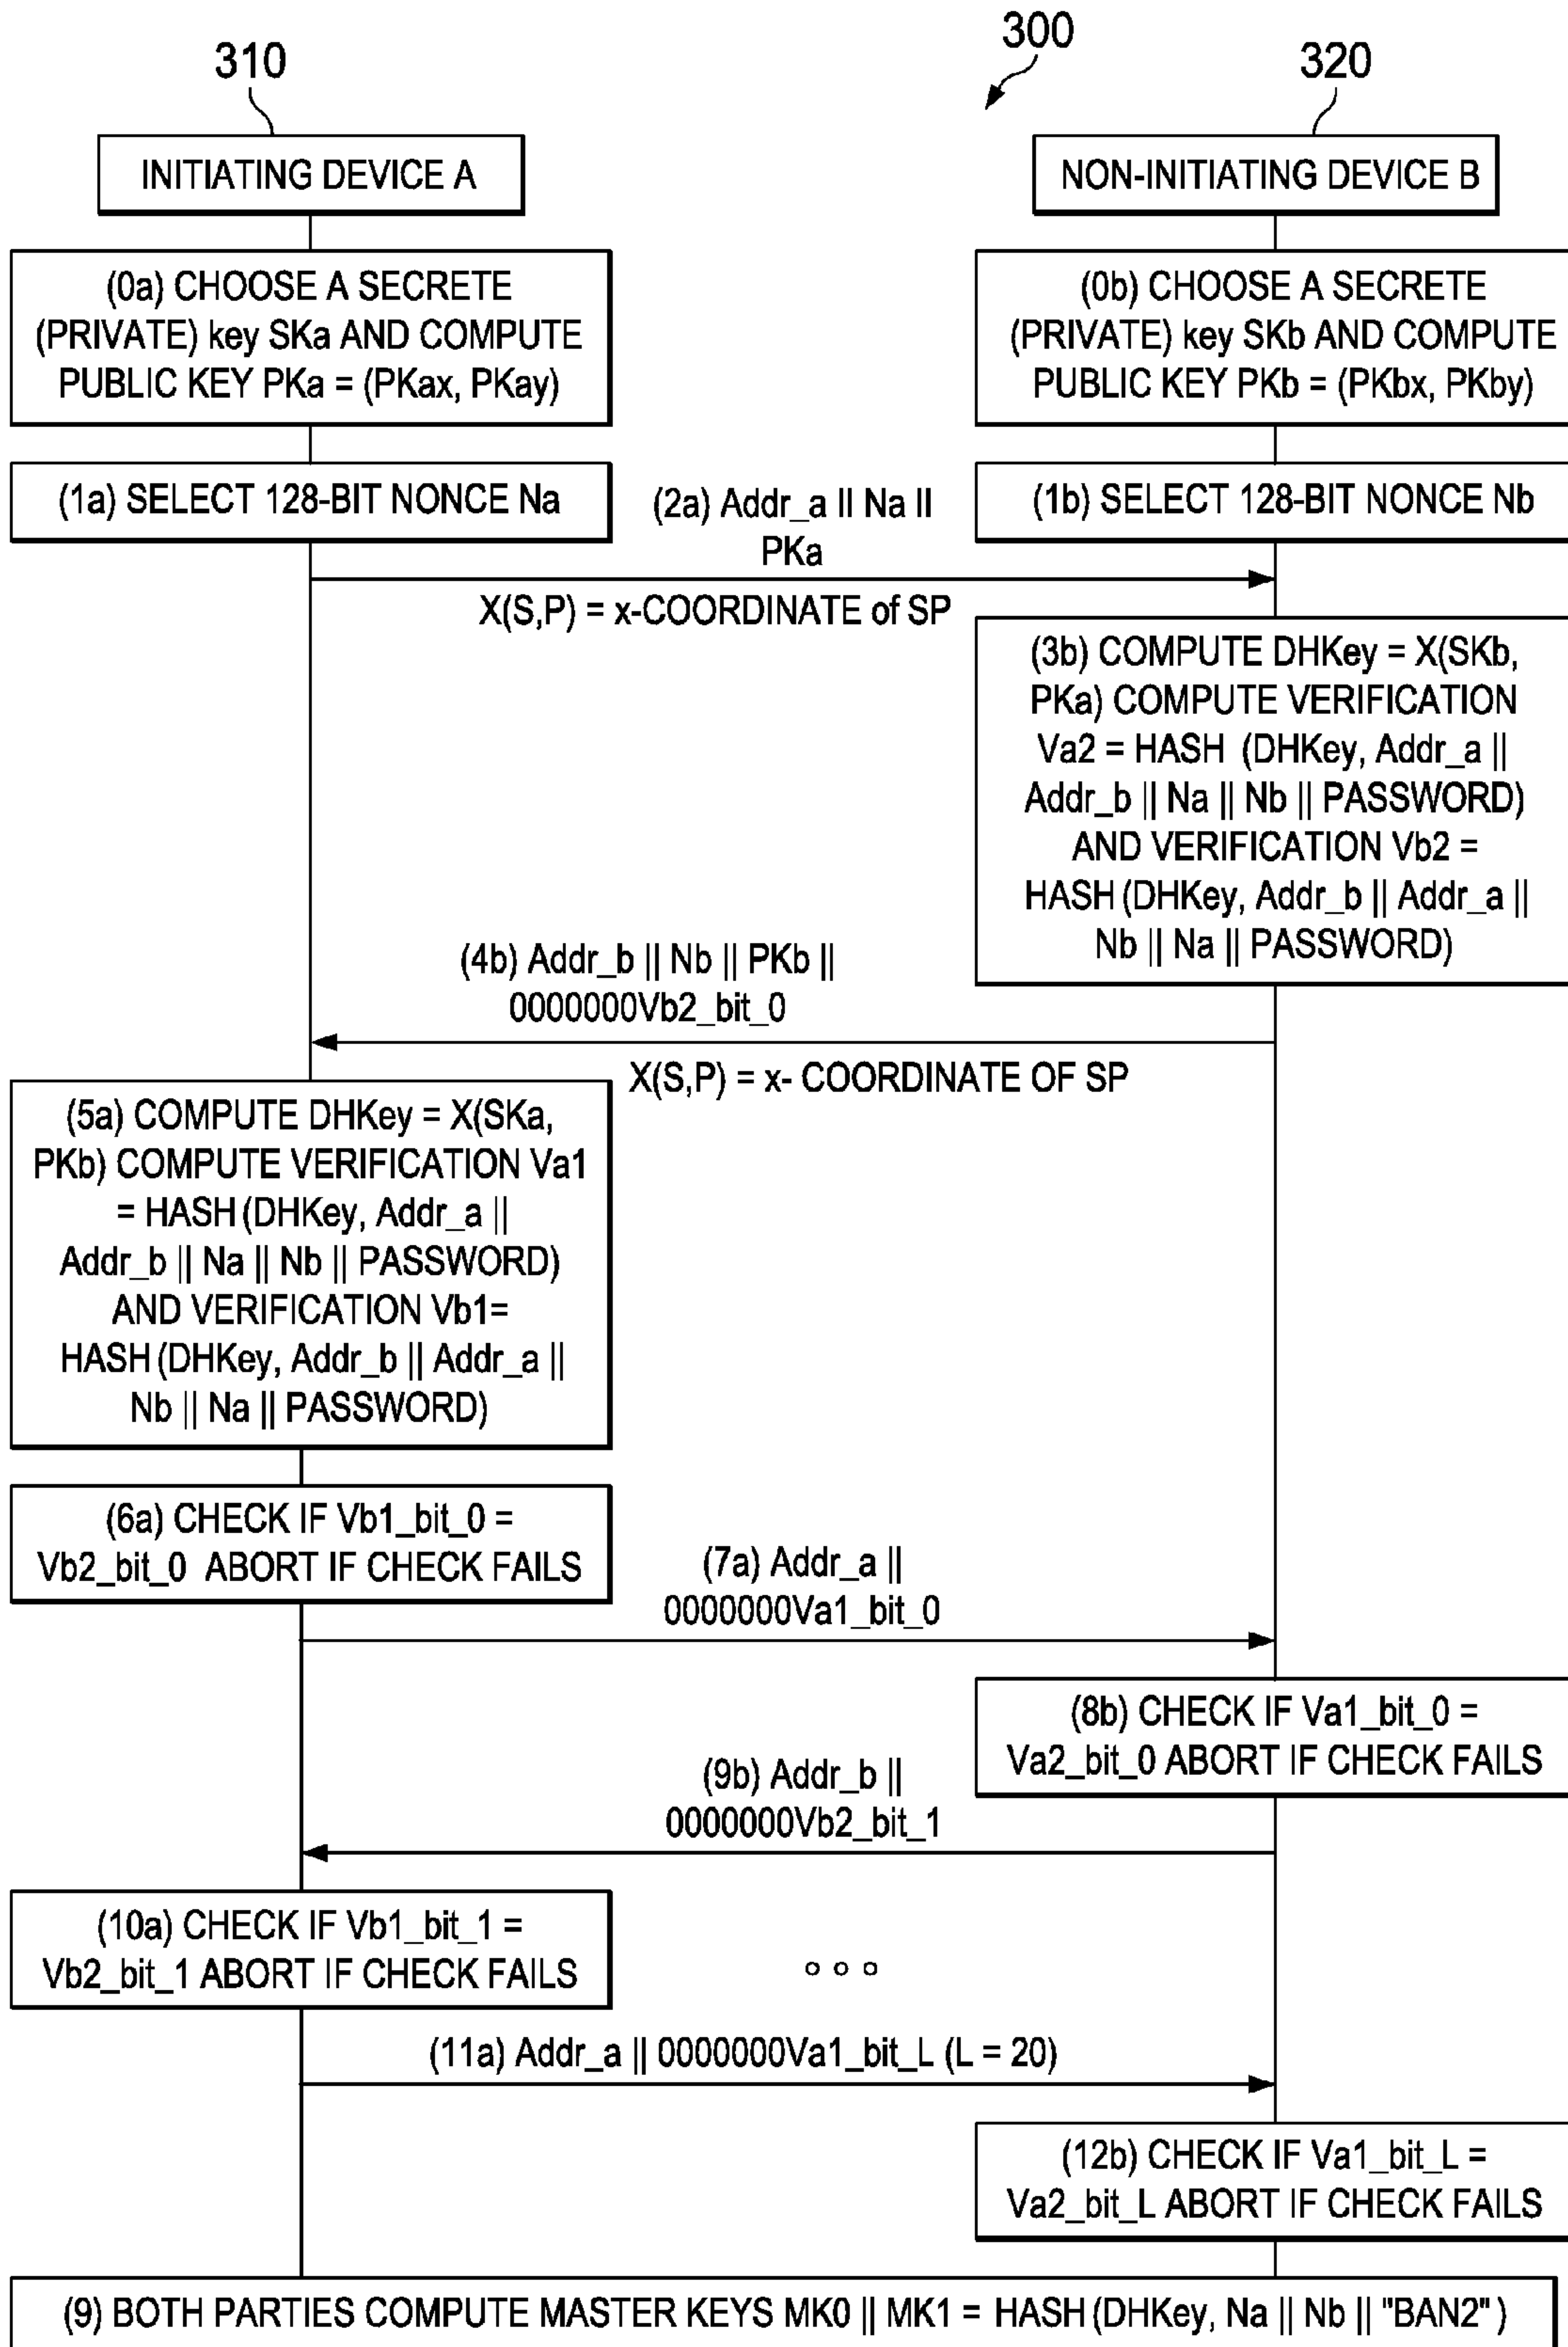 300
310
320
INITIATING DEVICE A
NON-INITIATING DEVICE B
(0a) CHOOSE A SECRETE
(PRIVATE) key SKa AND COMPUTE
PUBLIC KEY PKa = (PKax, PKay)
(0b) CHOOSE A SECRETE
(PRIVATE) key SKb AND COMPUTE
PUBLIC KEY PKb = (PKbx, PKby)
(1a) SELECT 128-BIT NONCE Na
(1b) SELECT 128-BIT NONCE Nb
(2a) Addr_a II Na II
PKa
X(S,P) = x-COORDINATE of SP
(3b) COMPUTE DHKey = X(SKb,
PKa) COMPUTE VERIFICATION
Va2 = HASH (DHKey, Addr_a ||
Addr_b || Na || Nb || PASSWORD)
AND VERIFICATION Vb2 =
HASH (DHKey, Addr_b || Addr_a ||
Nb || Na || PASSWORD)
(4b) Addr_b || Nb || PKb ||
0000000Vb2_bit_0
X(S,P) = x- COORDINATE OF SP
(5a) COMPUTE DHKey = X(SKa,
PKb) COMPUTE VERIFICATION Va1
= HASH (DHKey, Addr_a ||
Addr_b || Na || Nb || PASSWORD)
AND VERIFICATION Vb1=
HASH (DHKey, Addr_b || Addr_a ||
Nb || Na || PASSWORD)
(6a) CHECK IF Vb1_bit_0 =
Vb2_bit_0 ABORT IF CHECK FAILS
(7a) Addr_a ||
0000000Va1_bit_0
(8b) CHECK IF Va1_bit_0 =
Va2_bit_0 ABORT IF CHECK FAILS
(9b) Addr_b ||
0000000Vb2_bit_1
(10a) CHECK IF Vb1_bit_1 =
Vb2_bit_1 ABORT IF CHECK FAILS
(11a) Addr_a || 0000000Va1_bit_L (L = 20)
(12b) CHECK IF Va1_bit_L =
Va2_bit_L ABORT IF CHECK FAILS
(9) BOTH PARTIES COMPUTE MASTER KEYS MK0 || MK1 = HASH (DHKey, Na || Nb || "BAN2" )